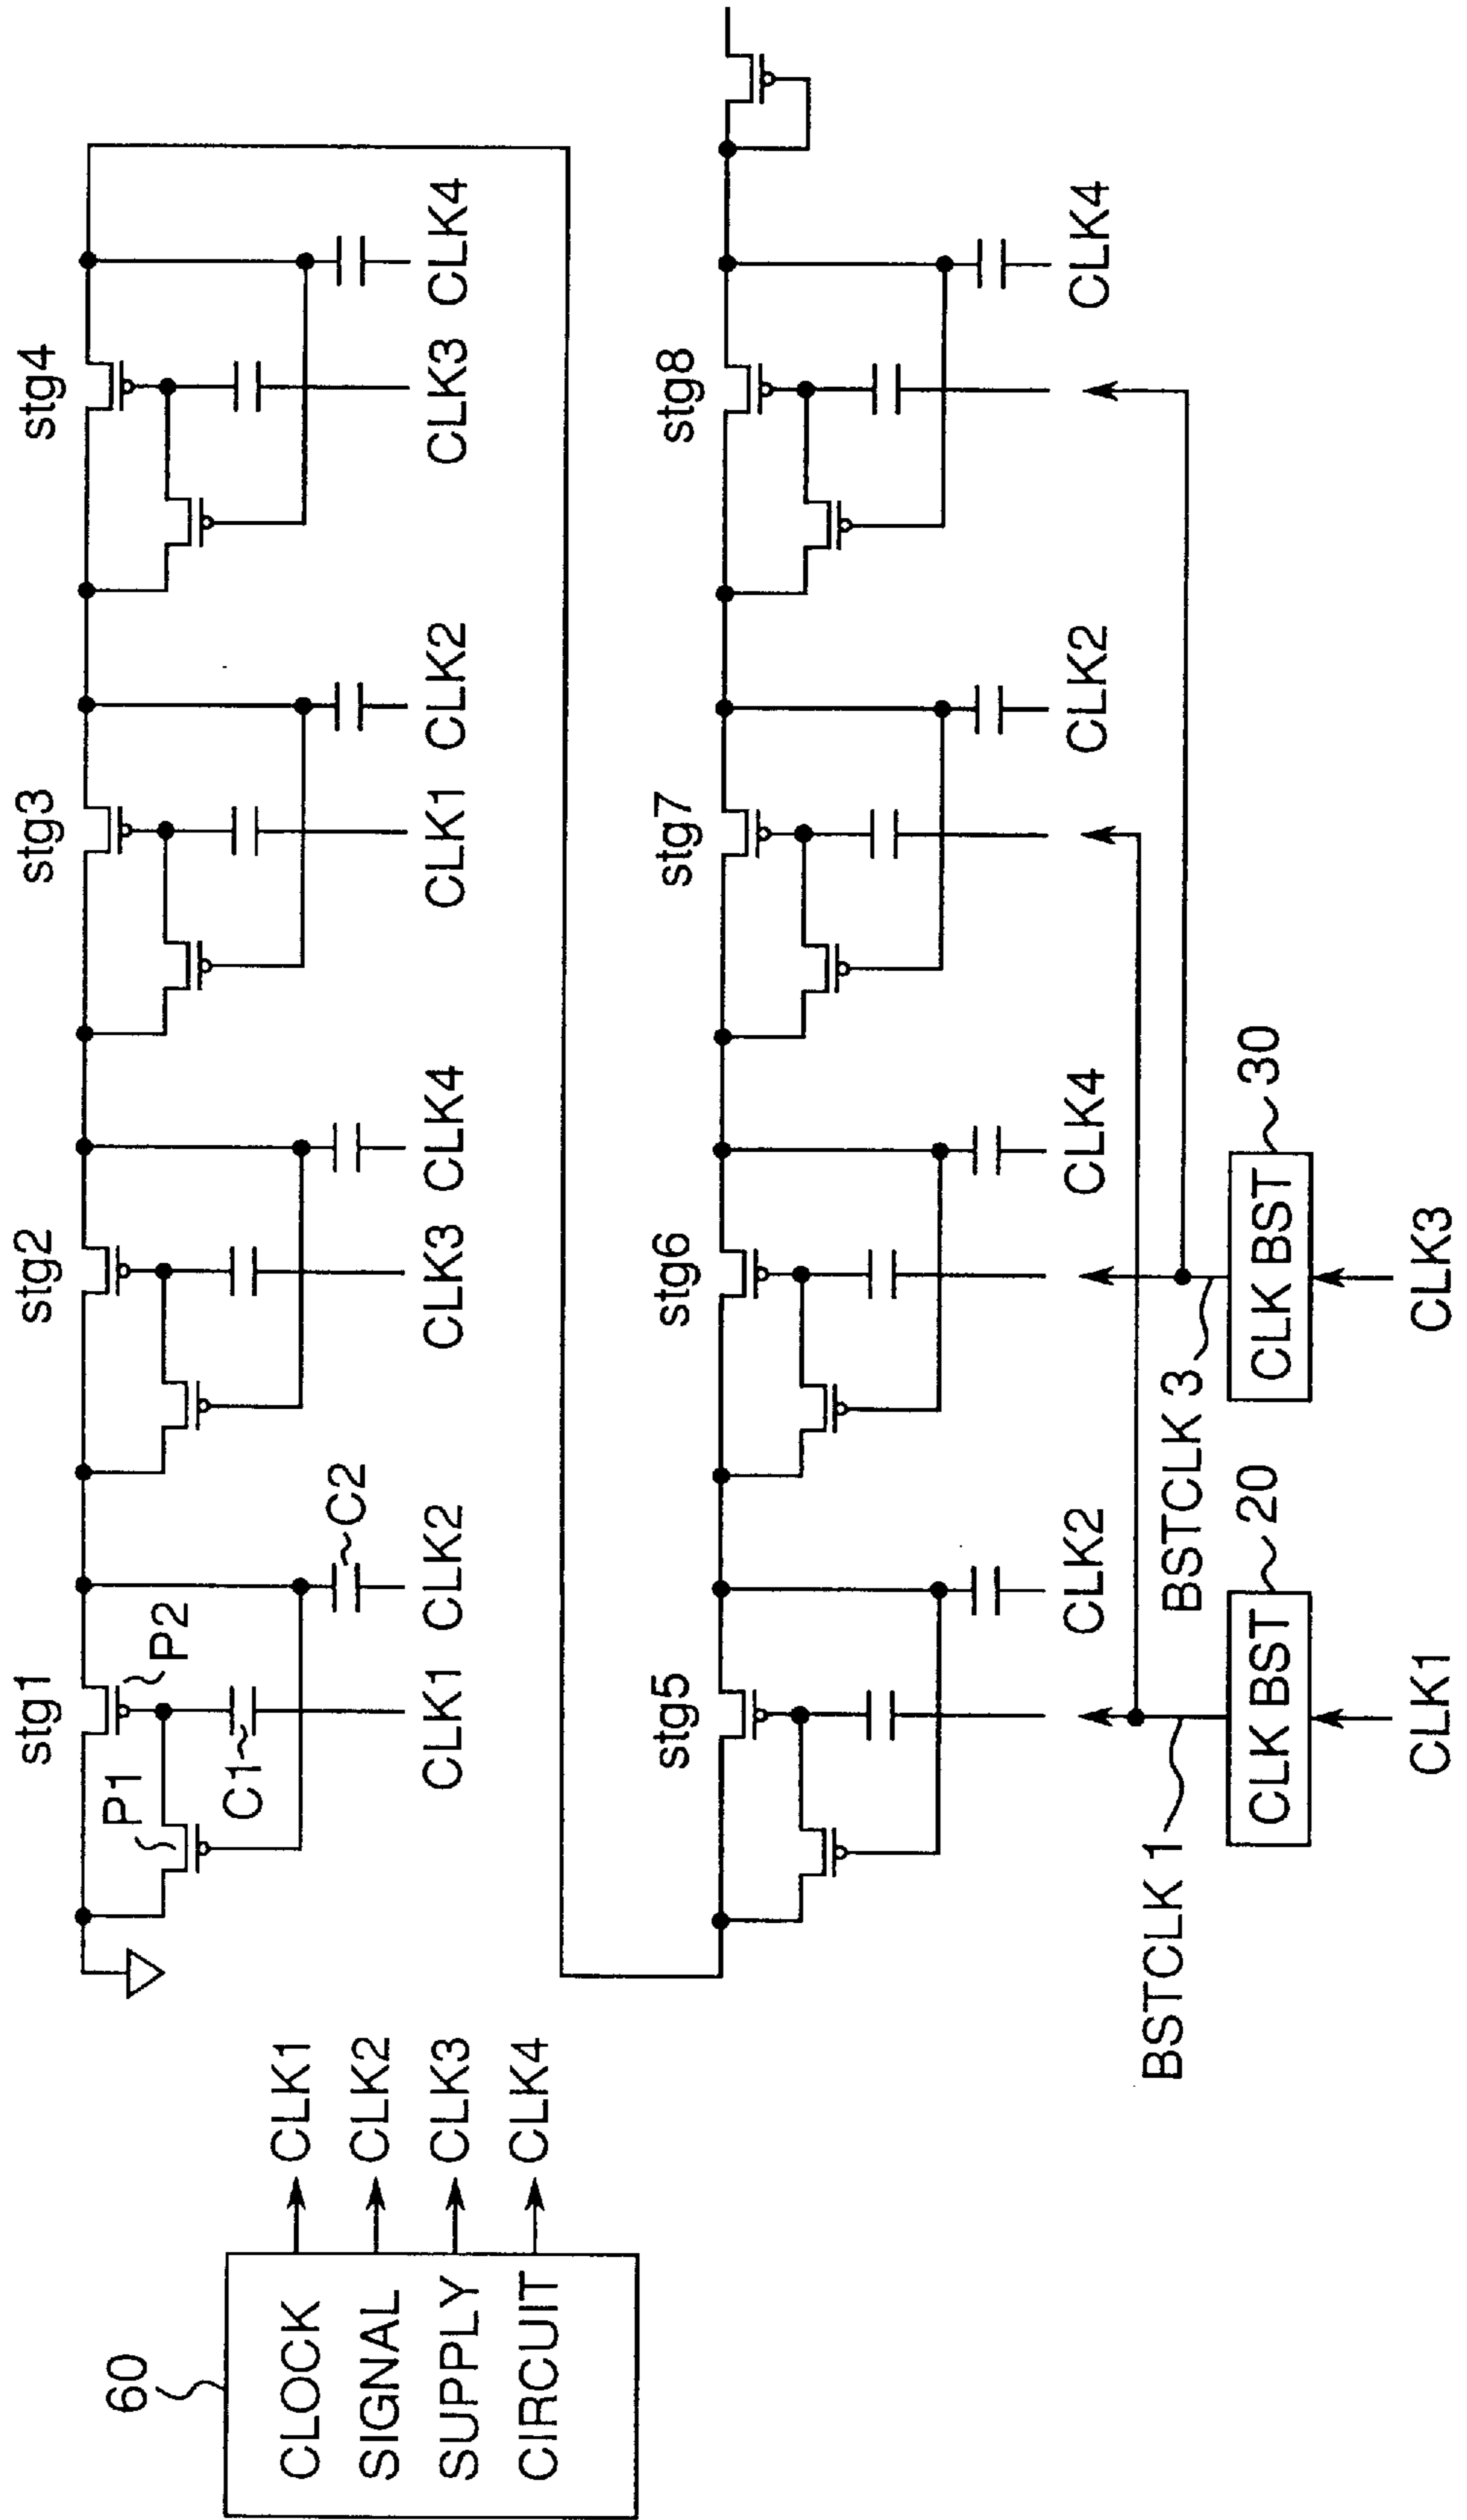 60
CLOCK
SIGNAL
SUPPLY
CIRCUIT
CLK1
CLK2
CLK3
CLK4
stg1
stg2
stg3
stg4
P1
P2
C1
C2
CLK1
CLK2
CLK3
CLK4
CLK1
CLK2
CLK3
CLK4
stg5
stg6
stg7
stg8
CLK2
CLK4
CLK2
CLK4
BSTCLK 1
BSTCLK 3
CLK BST
20
CLK BST
30
CLK1
CLK3